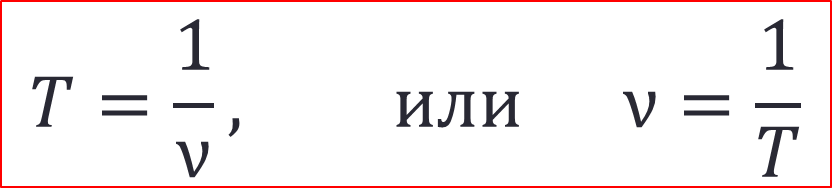 T = 1/ν, или ν = 1/T